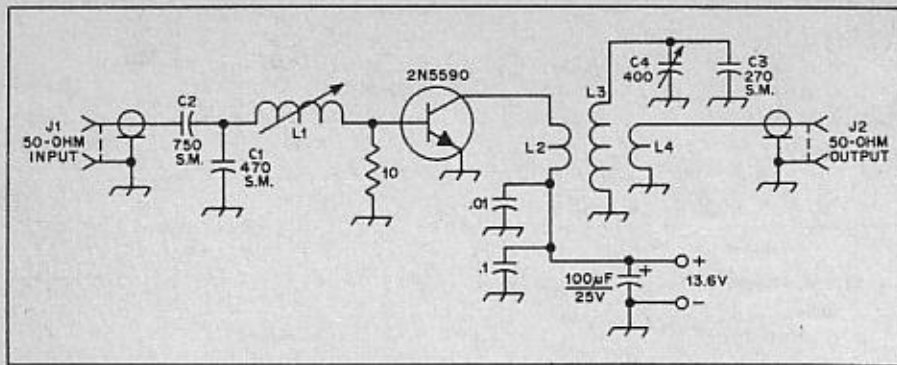 J1
50-OHM
INPUT
C2
750
S.M.
C1
470
S.M.
L1
10
2N5590
L2
.01
.1
L3
L4
C4
400
C3
270
S.M.
J2
50-OHM
OUTPUT
100µF
25V
+
+
13.6V
−